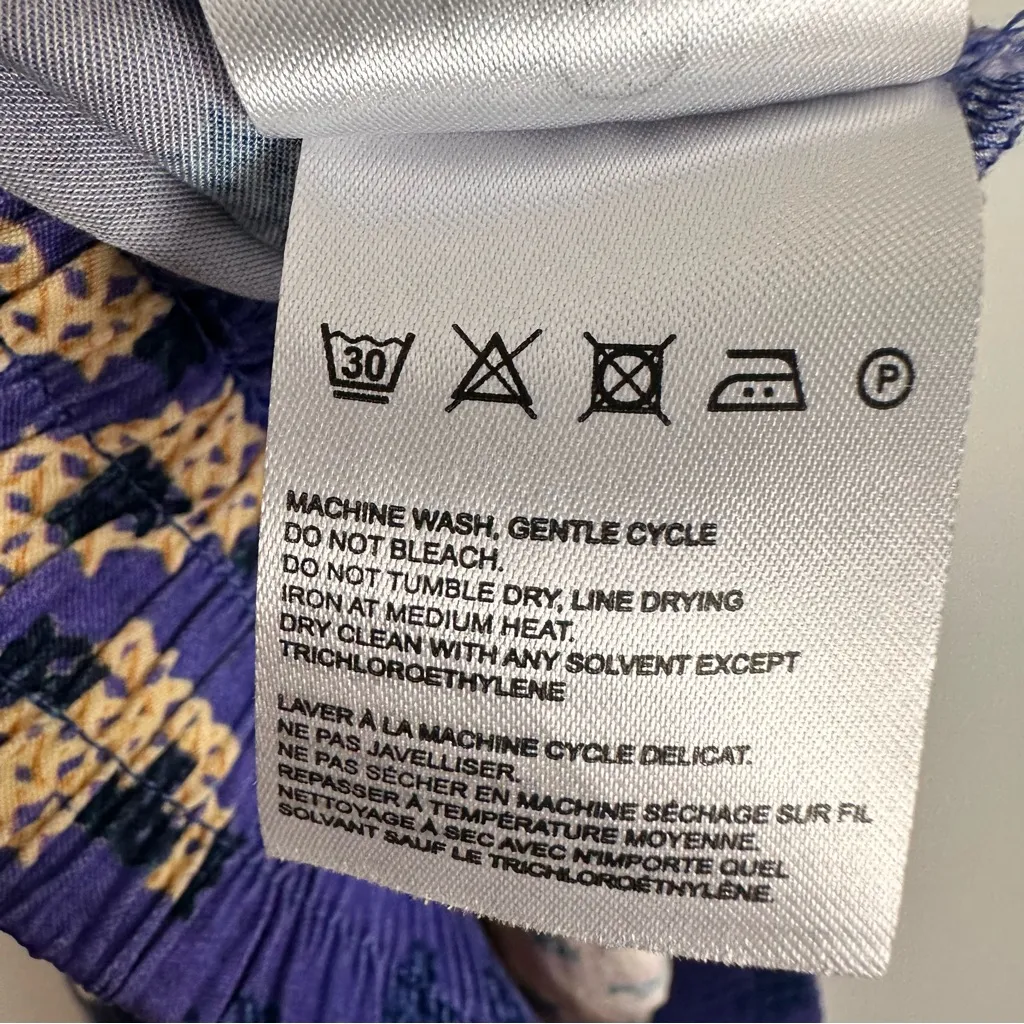 30 P
MACHINE WASH, GENTLE CYCLE
DO NOT BLEACH.
DO NOT TUMBLE DRY, LINE DRYING
IRON AT MEDIUM HEAT.
DRY CLEAN WITH ANY SOLVENT EXCEPT
TRICHLOROETHYLENE
LAVER À LA MACHINE CYCLE DELICAT.
NE PAS JAVELLISER.
NE PAS SÉCHER EN MACHINE SÉCHAGE SUR FIL
REPASSER À TEMPÉRATURE MOYENNE.
NETTOYAGE À SEC AVEC N'IMPORTE QUEL
SOLVANT SAUF LE TRICHLOROÉTHYLÈNE.